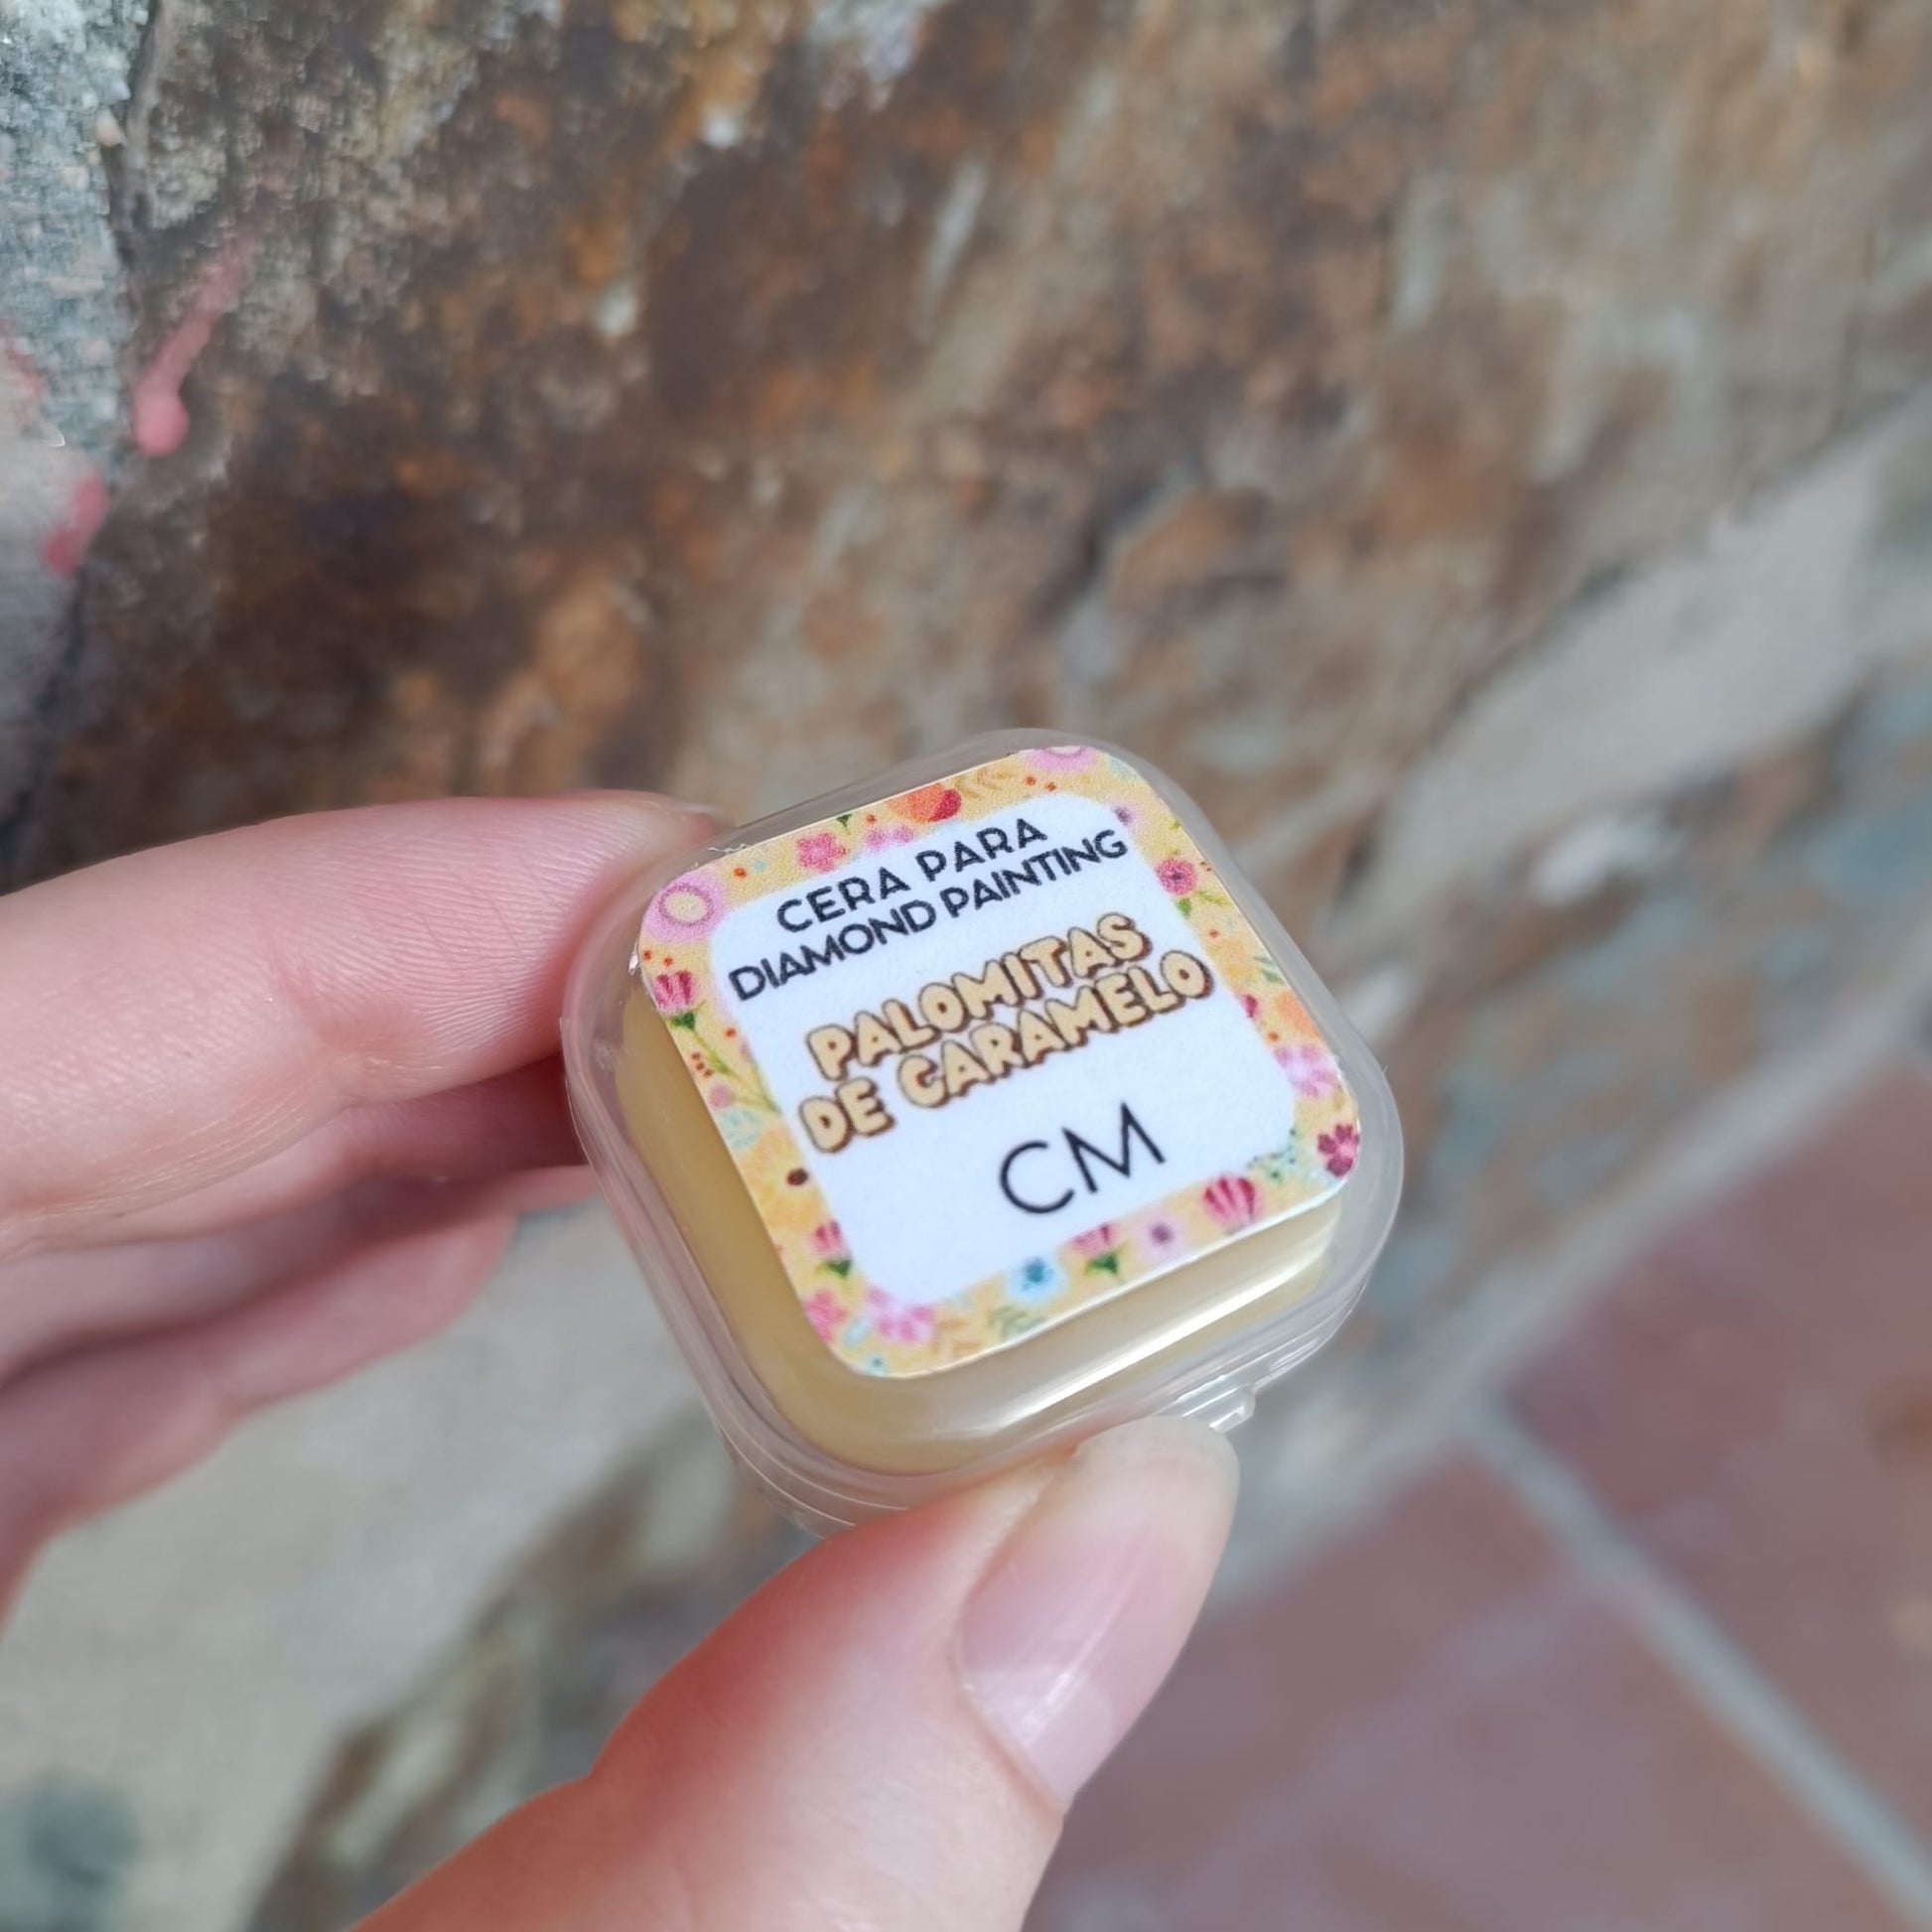 CERA PARA
DIAMOND PAINTING
PALOMITAS
DE CARAMELO
CM